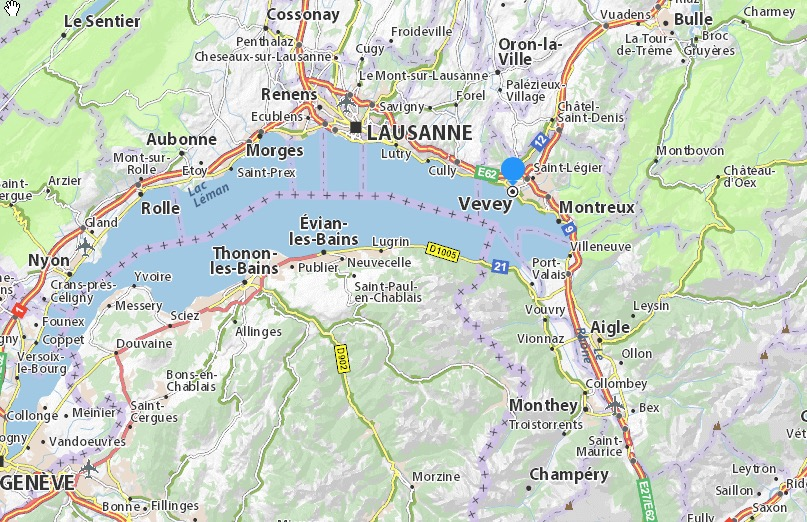 Cossonay
Charmey
Vuadens
Le Sentier
Bulle
Froideville
Penthalaz
Oron-la-
Ville
La Tour-
de-Trême
Broc
Gruyères
Cugy
Cheseaux-sur-Lausanne
Le Mont-sur-Lausanne
Palézieux-
Village
Renens
Forel
Savigny
Châtel-
Saint-Denis
Ecublens
LAUSANNE
Aubonne
12
Morges
Lutry
Montbovon
Mont-sur-
Rolle
Etoy
Saint-Prex
Cully
E62
Saint-Légier
Château-
d'Oex
Arzier
Lac
Léman
Rolle
Vevey
Montreux
Gland
Évian-
les-Bains
9
Lugrin
D1005
Villeneuve
Thonon-
les-Bains
Nyon
Publier
Neuvecelle
21
Port-
Valais
Crans-près-
Céligny
Yvoire
Saint-Paul-
en-Chablais
Messery
Leysin
1
Founex
Sciez
Vouvry
Coppet
Allinges
Aigle
Douvaine
Vionnaz
Le
Rhône
Versoix-
le-Bourg
D902
Ollon
Bons-en-
Chablais
Collombey
Collonge
Meinier
Saint-
Cergues
Monthey
Bex
Troistorrents
Vandoeuvres
Saint-
Maurice
GENÈVE
Morzine
Champéry
Leytron
Saillon
Bonne
Fillinges
E27/E62
Saxon
Fully